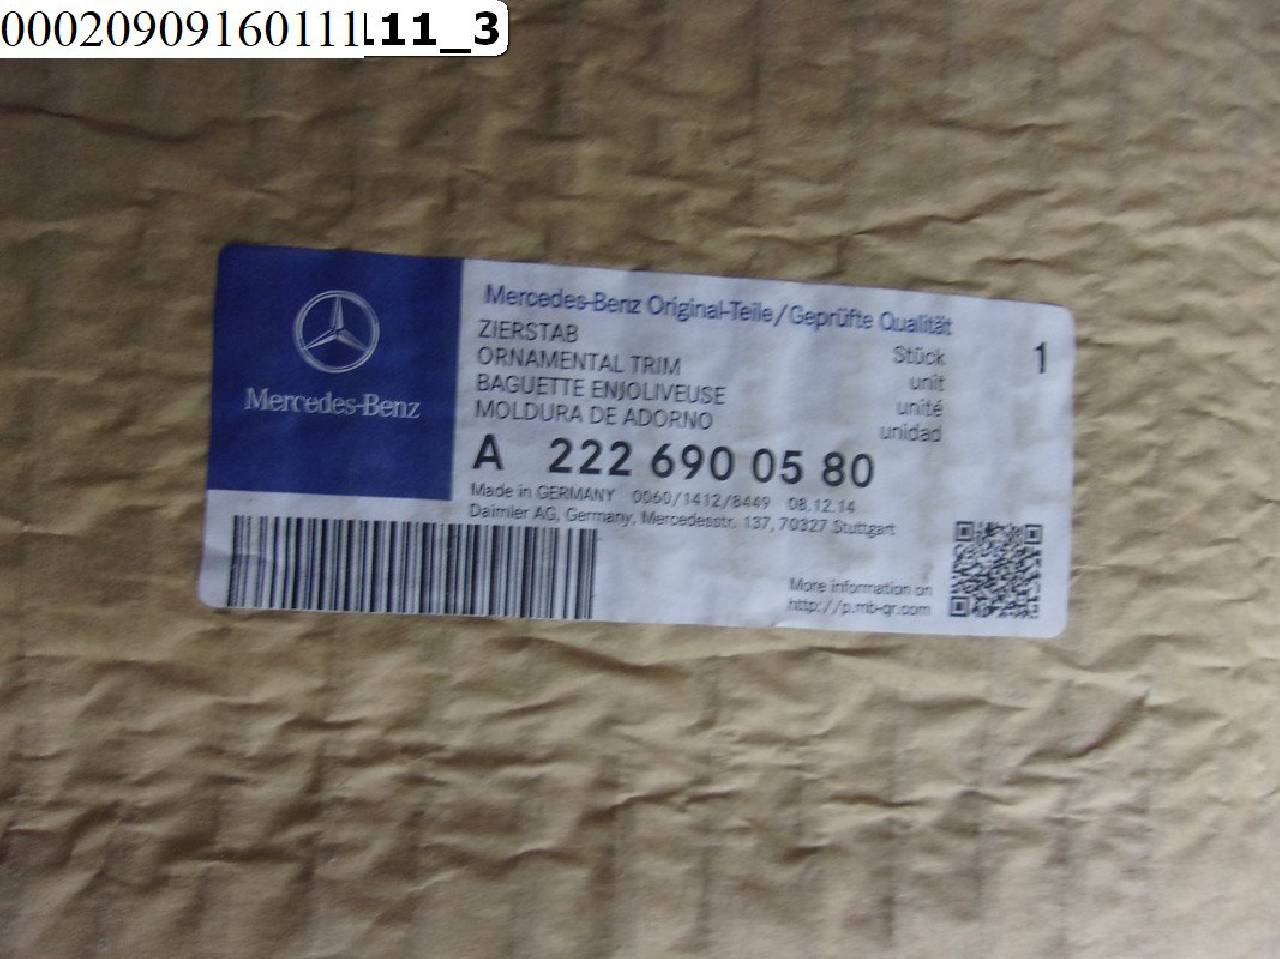 00020909160111.11_3
Mercedes-Benz
Mercedes-Benz Original-Teile/Geprüfte Qualität
ZIERSTAB
ORNAMENTAL TRIM
BAGUETTE ENJOLIVEUSE
MOLDURA DE ADORNO
Stück 1
unit
unité
unidad
A 222 690 05 80
Made in GERMANY 0060/1412/8449 08.12.14
Daimler AG, Germany, Mercedesstr. 137, 70327 Stuttgart
More information on
http://p.mb-qr.com